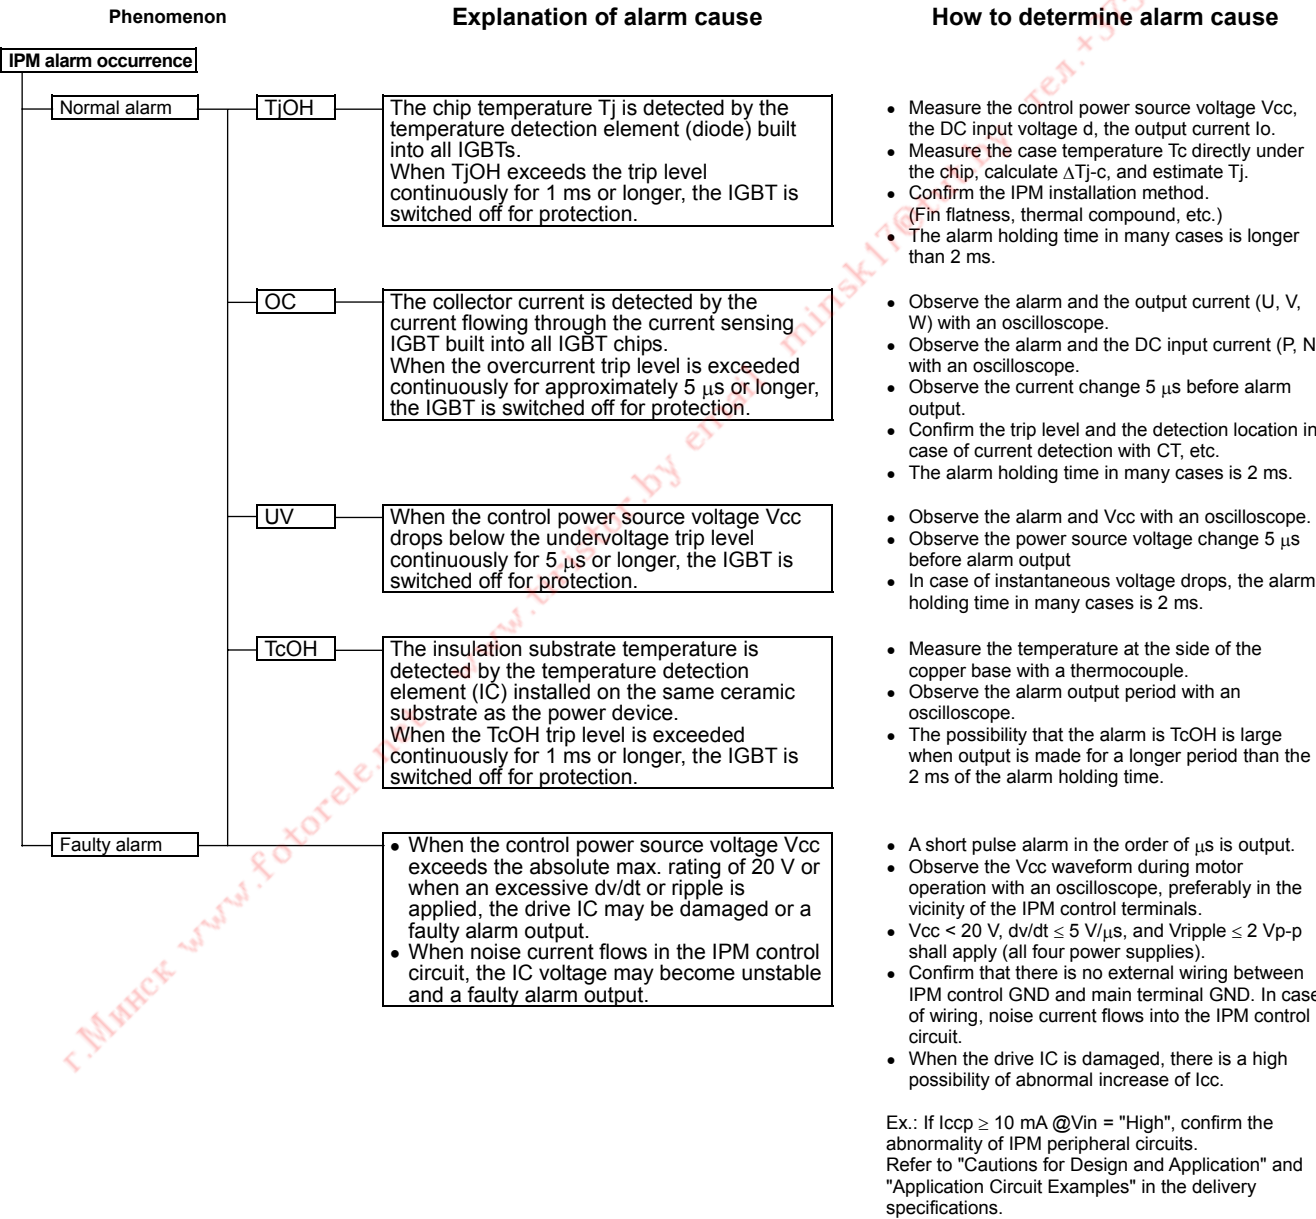 Phenomenon
Explanation of alarm cause
How to determine alarm cause
IPM alarm occurrence
Normal alarm
TjOH
The chip temperature Tj is detected by the
temperature detection element (diode) built
into all IGBTs.
When TjOH exceeds the trip level
continuously for 1 ms or longer, the IGBT is
switched off for protection.
• Measure the control power source voltage Vcc,
the DC input voltage d, the output current Io.
• Measure the case temperature Tc directly under
the chip, calculate ΔTj-c, and estimate Tj.
• Confirm the IPM installation method.
(Fin flatness, thermal compound, etc.)
• The alarm holding time in many cases is longer
than 2 ms.
OC
The collector current is detected by the
current flowing through the current sensing
IGBT built into all IGBT chips.
When the overcurrent trip level is exceeded
continuously for approximately 5 μs or longer,
the IGBT is switched off for protection.
• Observe the alarm and the output current (U, V,
W) with an oscilloscope.
• Observe the alarm and the DC input current (P, N
with an oscilloscope.
• Observe the current change 5 μs before alarm
output.
• Confirm the trip level and the detection location in
case of current detection with CT, etc.
• The alarm holding time in many cases is 2 ms.
UV
When the control power source voltage Vcc
drops below the undervoltage trip level
continuously for 5 μs or longer, the IGBT is
switched off for protection.
• Observe the alarm and Vcc with an oscilloscope.
• Observe the power source voltage change 5 μs
before alarm output
• In case of instantaneous voltage drops, the alarm
holding time in many cases is 2 ms.
TcOH
The insulation substrate temperature is
detected by the temperature detection
element (IC) installed on the same ceramic
substrate as the power device.
When the TcOH trip level is exceeded
continuously for 1 ms or longer, the IGBT is
switched off for protection.
• Measure the temperature at the side of the
copper base with a thermocouple.
• Observe the alarm output period with an
oscilloscope.
• The possibility that the alarm is TcOH is large
when output is made for a longer period than the
2 ms of the alarm holding time.
Faulty alarm
• When the control power source voltage Vcc
exceeds the absolute max. rating of 20 V or
when an excessive dv/dt or ripple is
applied, the drive IC may be damaged or a
faulty alarm output.
• When noise current flows in the IPM control
circuit, the IC voltage may become unstable
and a faulty alarm output.
• A short pulse alarm in the order of μs is output.
• Observe the Vcc waveform during motor
operation with an oscilloscope, preferably in the
vicinity of the IPM control terminals.
• Vcc < 20 V, dv/dt ≤ 5 V/μs, and Vripple ≤ 2 Vp-p
shall apply (all four power supplies).
• Confirm that there is no external wiring between
IPM control GND and main terminal GND. In case
of wiring, noise current flows into the IPM control
circuit.
• When the drive IC is damaged, there is a high
possibility of abnormal increase of Icc.
Ex.: If Iccp ≥ 10 mA @Vin = "High", confirm the
abnormality of IPM peripheral circuits.
Refer to "Cautions for Design and Application" and
"Application Circuit Examples" in the delivery
specifications.
г.Минск www.fotorele.net www.tiristor.by email minsk17@tut.by тел.+375